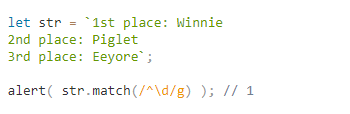 let str = `1st place: Winnie
2nd place: Piglet
3rd place: Eeyore`;
alert( str.match(/^\d/g) ); // 1